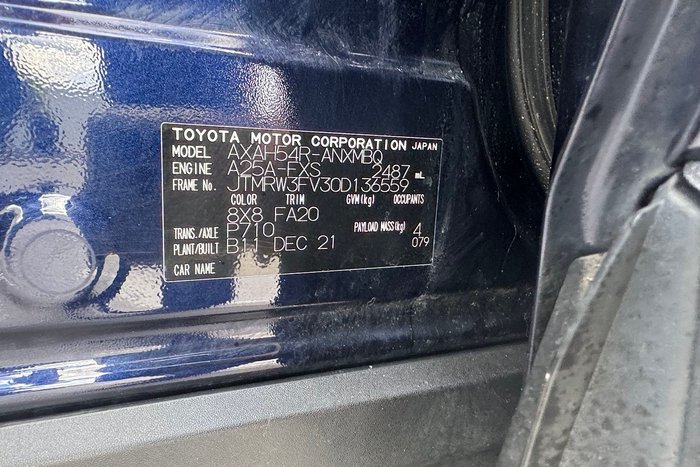 TOYOTA MOTOR CORPORATION JAPAN
MODEL AXAH54R-ANXMBQ
ENGINE A25A-FXS 2487 mL
FRAME No. JTMRW3FV30D136559
COLOR TRIM GVM(kg) OCCUPANTS
8X8 FA20
TRANS./AXLE P710 PAYLOAD MASS(kg) 4
PLANT/BUILT B11 DEC 21 079
CAR NAME